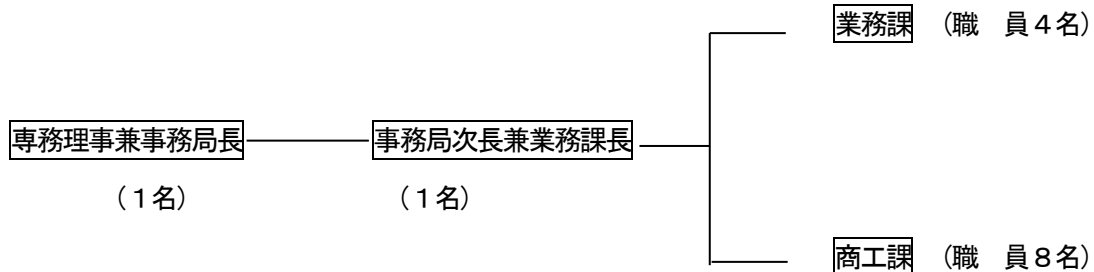 業務課 (職 員4名)
専務理事兼事務局長 事務局次長兼業務課長
(1名) (1名)
商工課 (職 員8名)